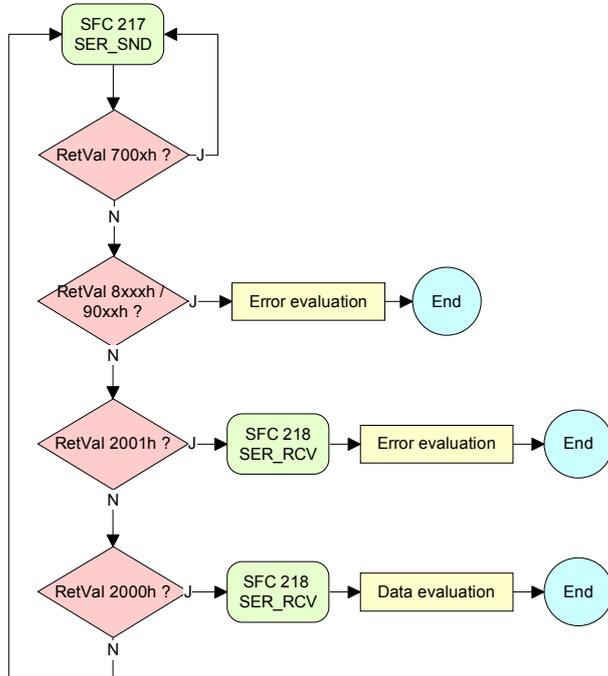 SFC 217
SER_SND
RetVal 700xh ?
J
N
RetVal 8xxxh /
90xxh ?
J
Error evaluation
End
N
RetVal 2001h ?
J
SFC 218
SER_RCV
Error evaluation
End
N
RetVal 2000h ?
J
SFC 218
SER_RCV
Data evaluation
End
N